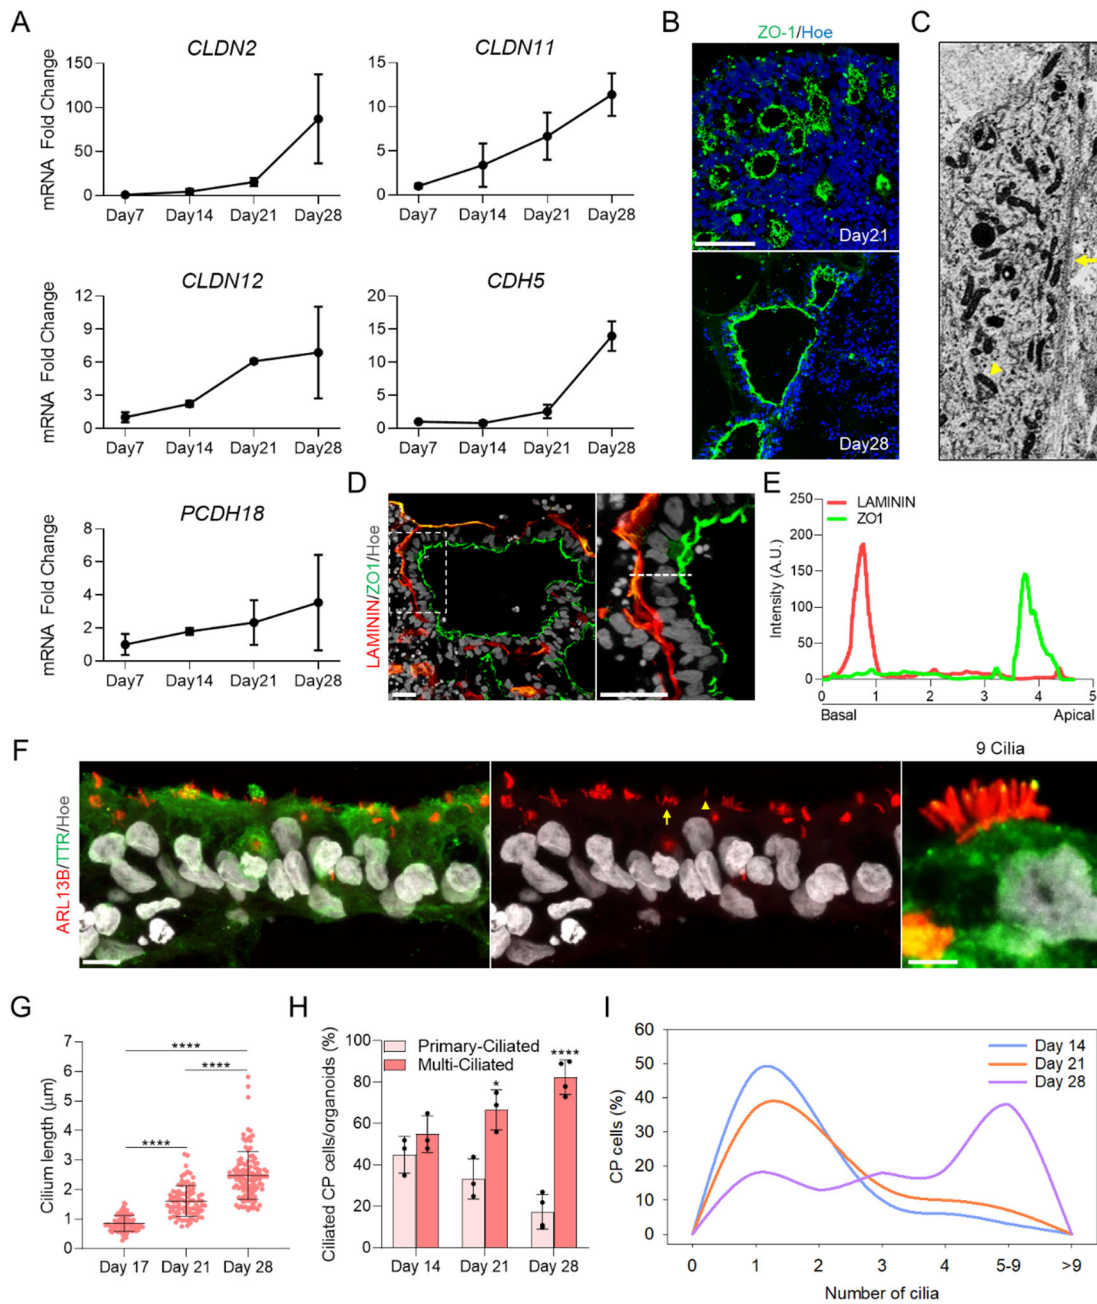 A
CLDN2
mRNA Fold Change
150
100
50
0
Day7 Day14 Day21 Day28
CLDN11
15
10
5
0
Day7 Day14 Day21 Day28
CLDN12
mRNA Fold Change
12
9
6
3
0
Day7 Day14 Day21 Day28
CDH5
20
15
10
5
0
Day7 Day14 Day21 Day28
PCDH18
mRNA Fold Change
8
6
4
2
0
Day7 Day14 Day21 Day28
B
ZO-1/Hoe
Day21
Day28
C
D
LAMININ/ZO1/Hoe
E
LAMININ
ZO1
Intensity (A.U.)
250
200
150
100
50
0
0 1 2 3 4 5
Basal Apical
F
ARL13B/TTR/Hoe
9 Cilia
G
Cilium length (µm)
7
6
5
4
3
2
1
0
****
****
****
Day 17 Day 21 Day 28
H
Ciliated CP cells/organoids (%)
100
80
60
40
20
0
Primary-Ciliated
Multi-Ciliated
*
****
Day 14 Day 21 Day 28
I
CP cells (%)
60
50
40
30
20
10
0
Day 14
Day 21
Day 28
0 1 2 3 4 5-9 >9
Number of cilia